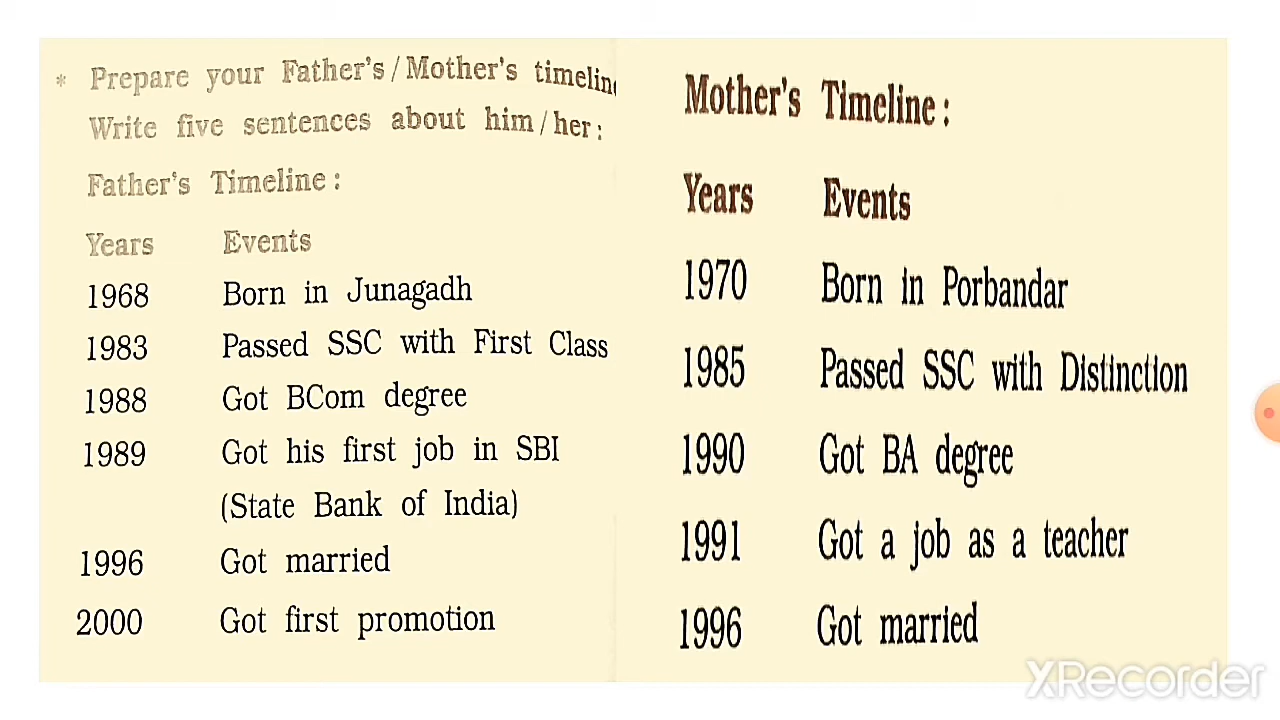 * Prepare your Father's/Mother's timeline
Write five sentences about him/her:
Father's Timeline:
Years Events
1968 Born in Junagadh
1983 Passed SSC with First Class
1988 Got BCom degree
1989 Got his first job in SBI
(State Bank of India)
1996 Got married
2000 Got first promotion
Mother's Timeline:
Years Events
1970 Born in Porbandar
1985 Passed SSC with Distinction
1990 Got BA degree
1991 Got a job as a teacher
1996 Got married
XRecorder